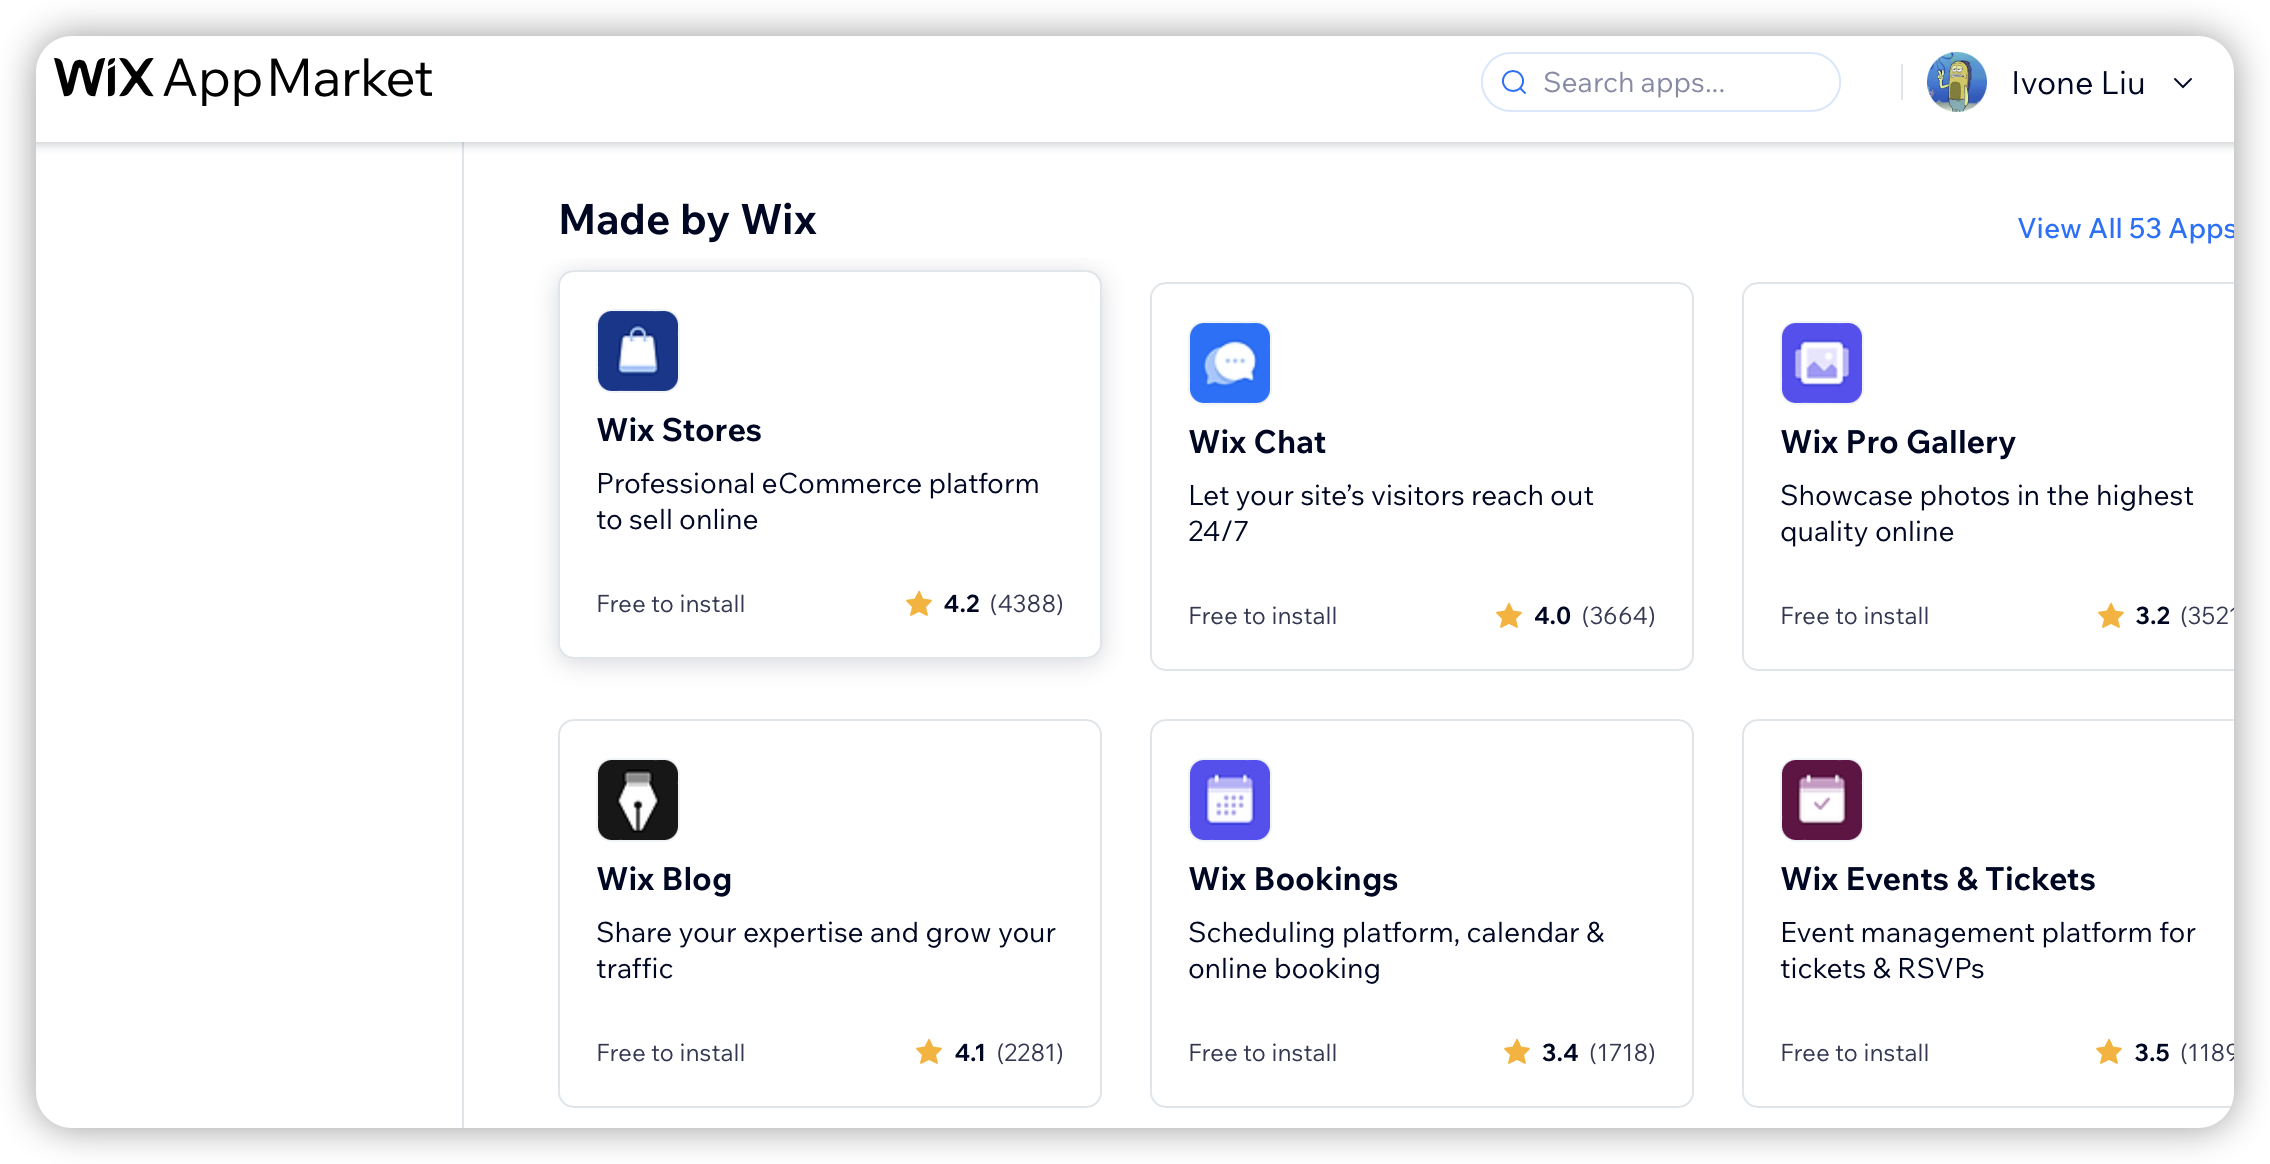 WiX App Market
Search apps...
Ivone Liu
Made by Wix
View All 53 Apps
Wix Stores
Professional eCommerce platform
to sell online
Free to install
4.2 (4388)
Wix Chat
Let your site’s visitors reach out
24/7
Free to install
4.0 (3664)
Wix Pro Gallery
Showcase photos in the highest
quality online
Free to install
3.2
Wix Blog
Share your expertise and grow your
traffic
Free to install
4.1 (2281)
Wix Bookings
Scheduling platform, calendar &
online booking
Free to install
3.4 (1718)
Wix Events & Tickets
Event management platform for
tickets & RSVPs
Free to install
3.5